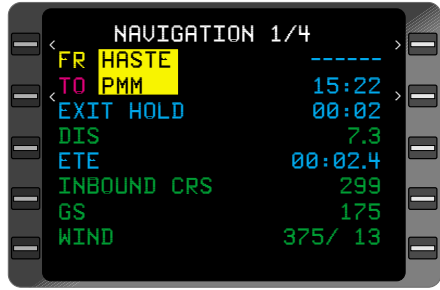 NAVIGATION 1/4
FR HASTE ------
TO PMM 15:22
EXIT HOLD 00:02
DIS 7.3
ETE 00:02.4
INBOUND CRS 299
GS 175
WIND 375/ 13